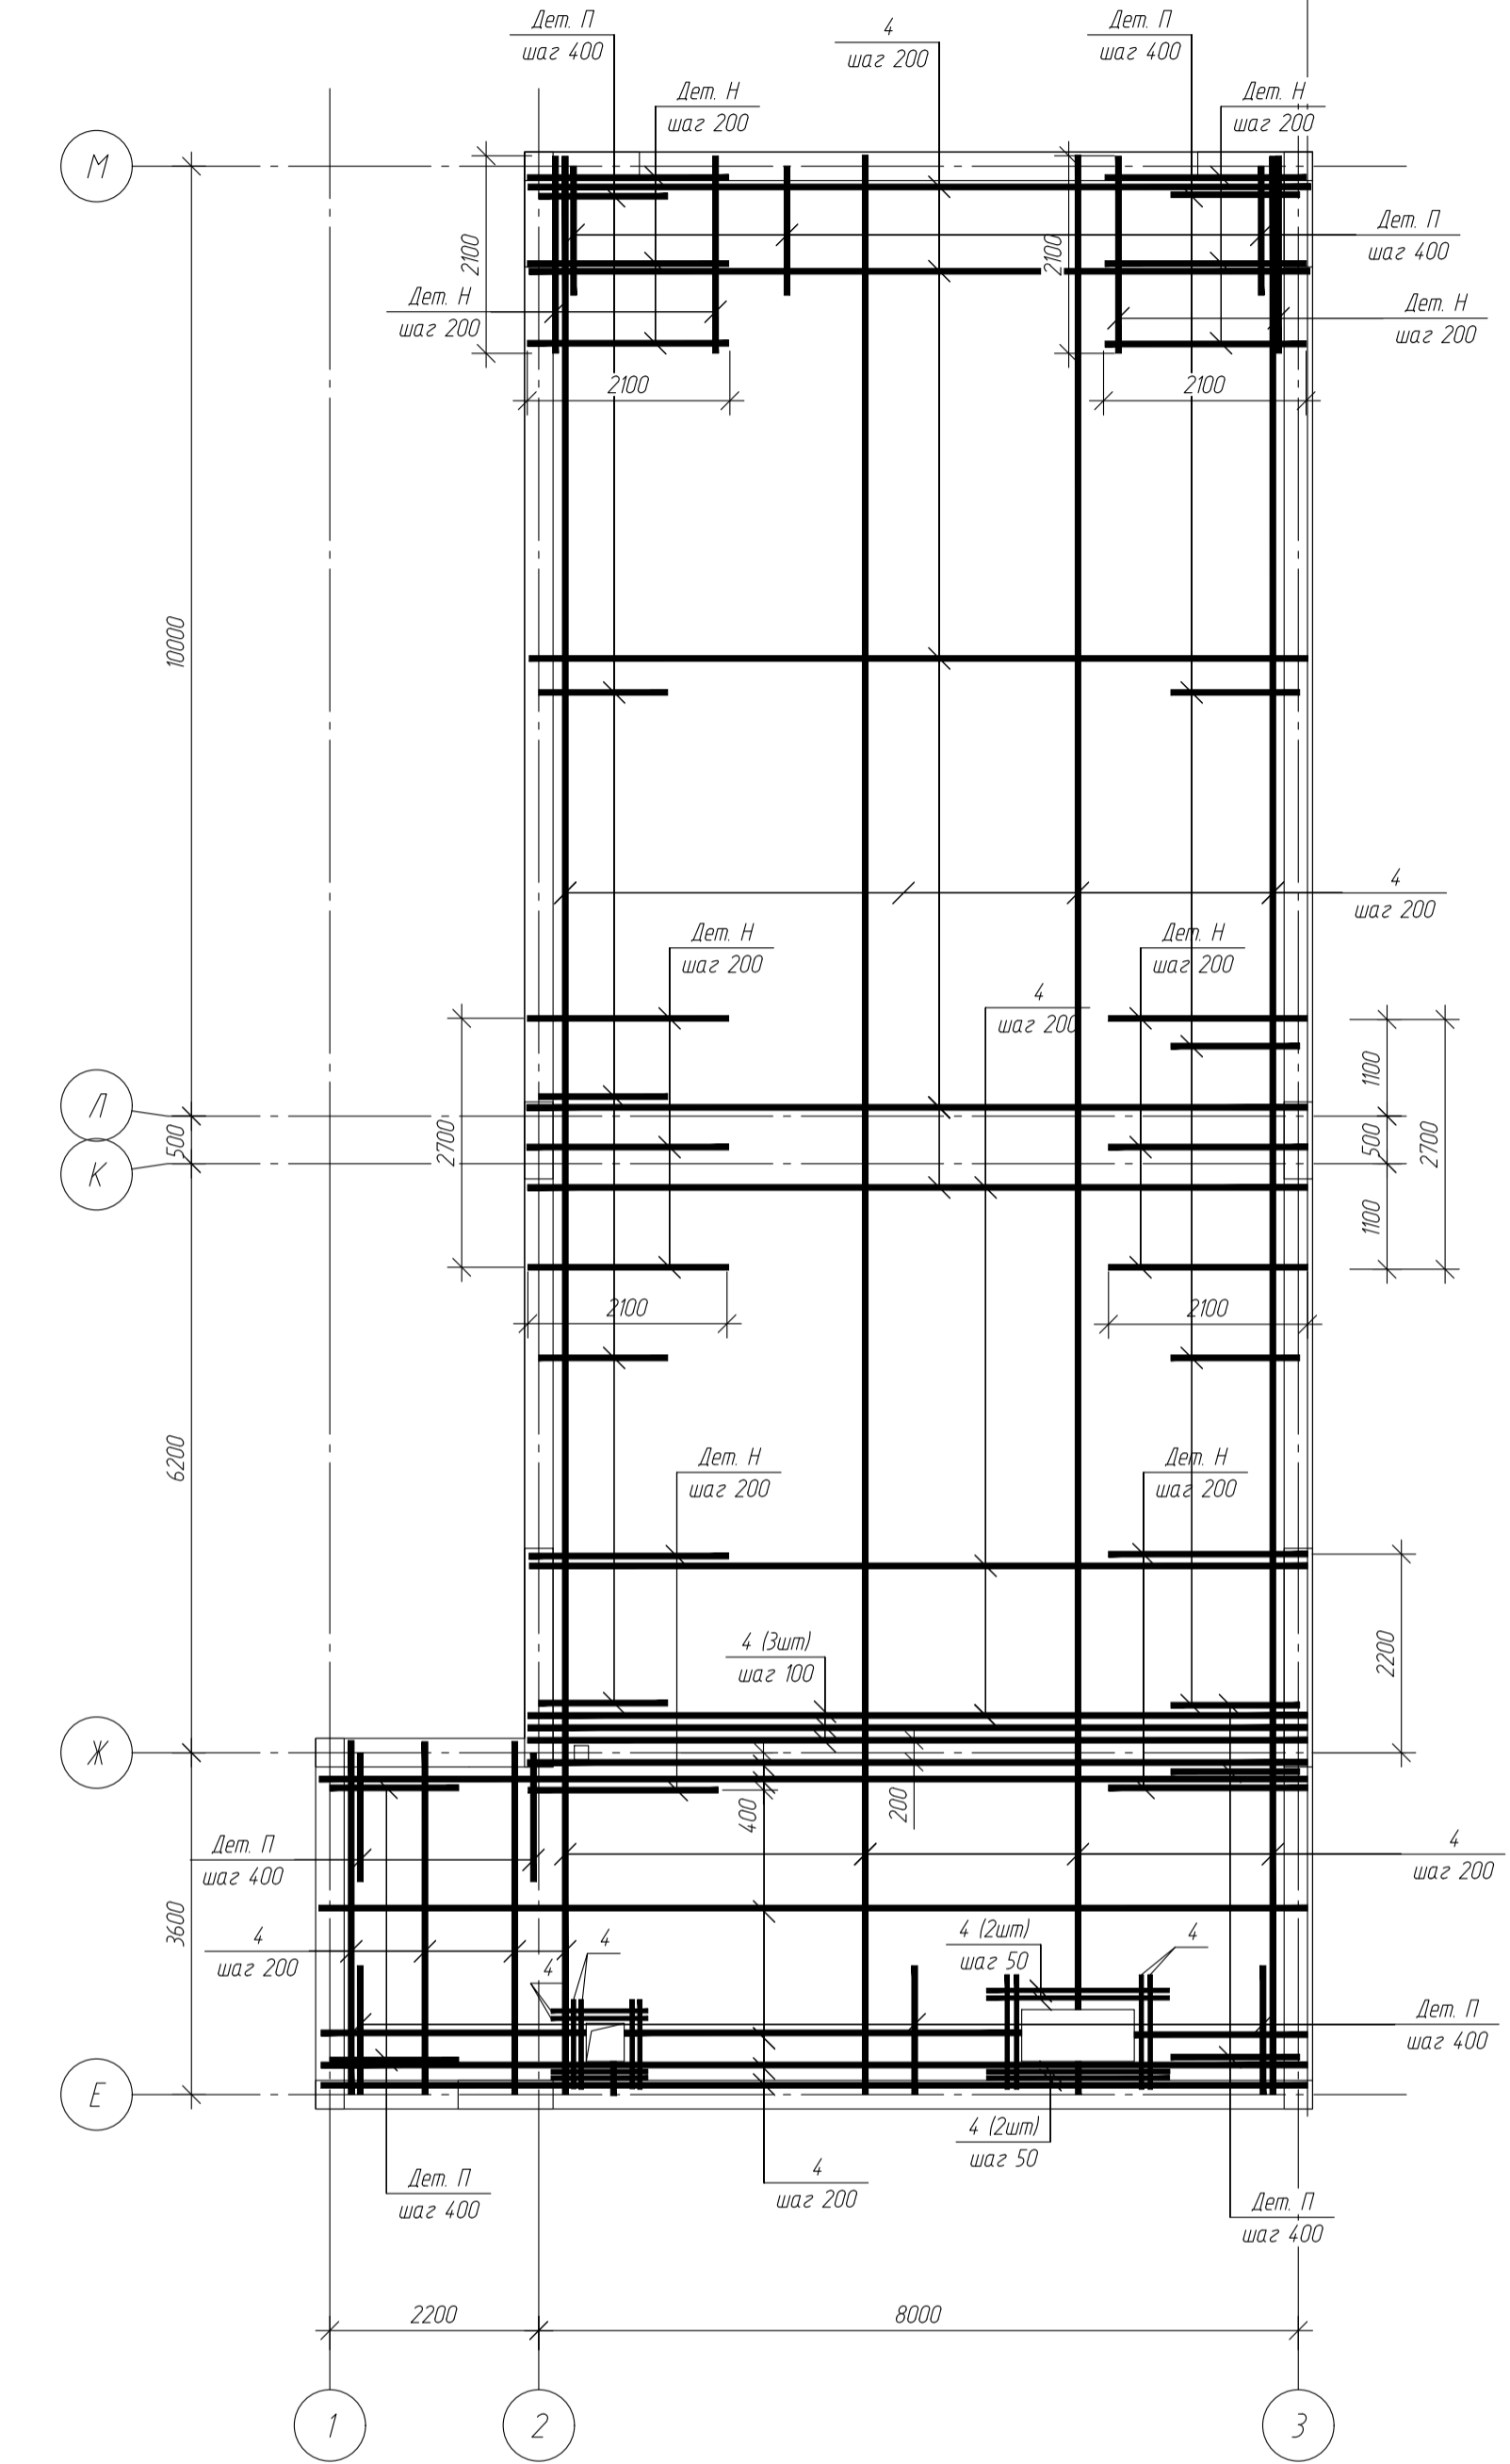 Дет. П
шаг 400
4
шаг 200
Дет. П
шаг 400
Дет. Н
шаг 200
Дет. Н
шаг 200
М
2100
2100
Дет. П
шаг 400
Дет. Н
шаг 200
Дет. Н
шаг 200
2100
2100
10000
4
шаг 200
Дет. Н
шаг 200
Дет. Н
шаг 200
4
шаг 200
Л
500
К
2700
1100
500
1100
2700
2100
2100
6200
Дет. Н
шаг 200
Дет. Н
шаг 200
4 (3шт)
шаг 100
2200
Ж
400
200
Дет. П
шаг 400
4
шаг 200
3600
4
шаг 200
4
4
4 (2шт)
шаг 50
4
Дет. П
шаг 400
Е
4 (2шт)
шаг 50
Дет. П
шаг 400
4
шаг 200
Дет. П
шаг 400
2200
8000
1
2
3